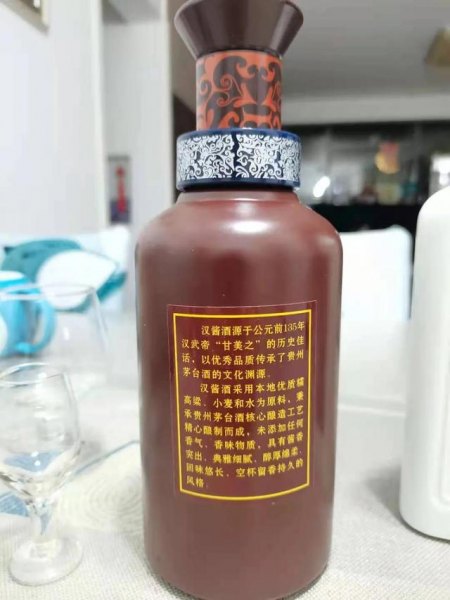 汉酱酒源于公元前135年
汉武帝“甘美之”的历史佳
话，以优秀品质传承了贵州
茅台酒的文化渊源。
汉酱酒采用本地优质糯
高粱、小麦和水为原料，秉
承贵州茅台酒核心酿造工艺
精心酿制而成，未添加任何
香气、香味物质，具有酱香
突出、典雅细腻、醇厚绵柔、
回味悠长、空杯留香持久的
风格。